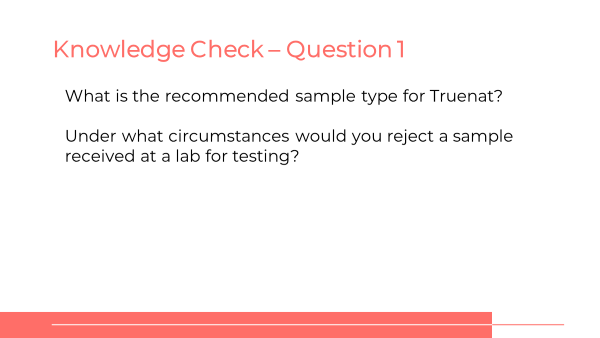 Knowledge Check – Question 1
What is the recommended sample type for Truenat?
Under what circumstances would you reject a sample
received at a lab for testing?